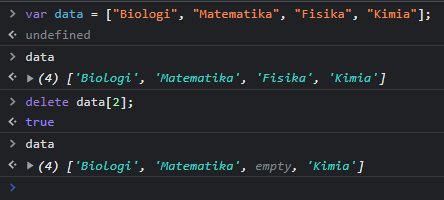 > var data = ["Biologi", "Matematika", "Fisika", "Kimia"];
< undefined
> data
< ▶ (4) ['Biologi', 'Matematika', 'Fisika', 'Kimia']
> delete data[2];
< true
> data
< ▶ (4) ['Biologi', 'Matematika', empty, 'Kimia']
>